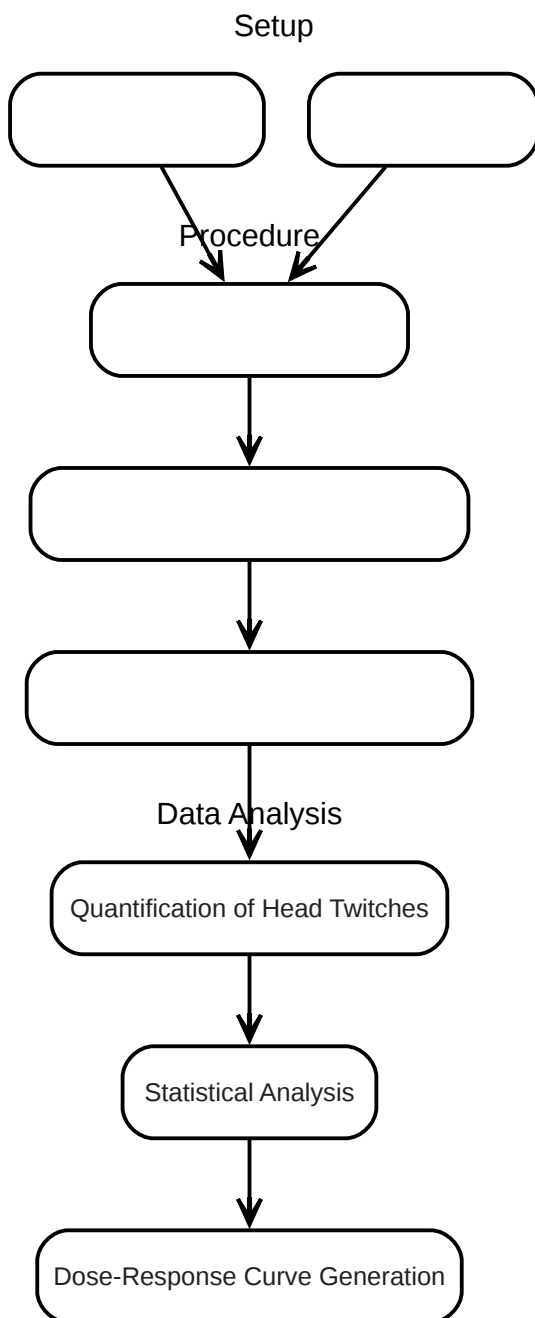 Setup
Procedure
Data Analysis
Quantification of Head Twitches
Statistical Analysis
Dose-Response Curve Generation